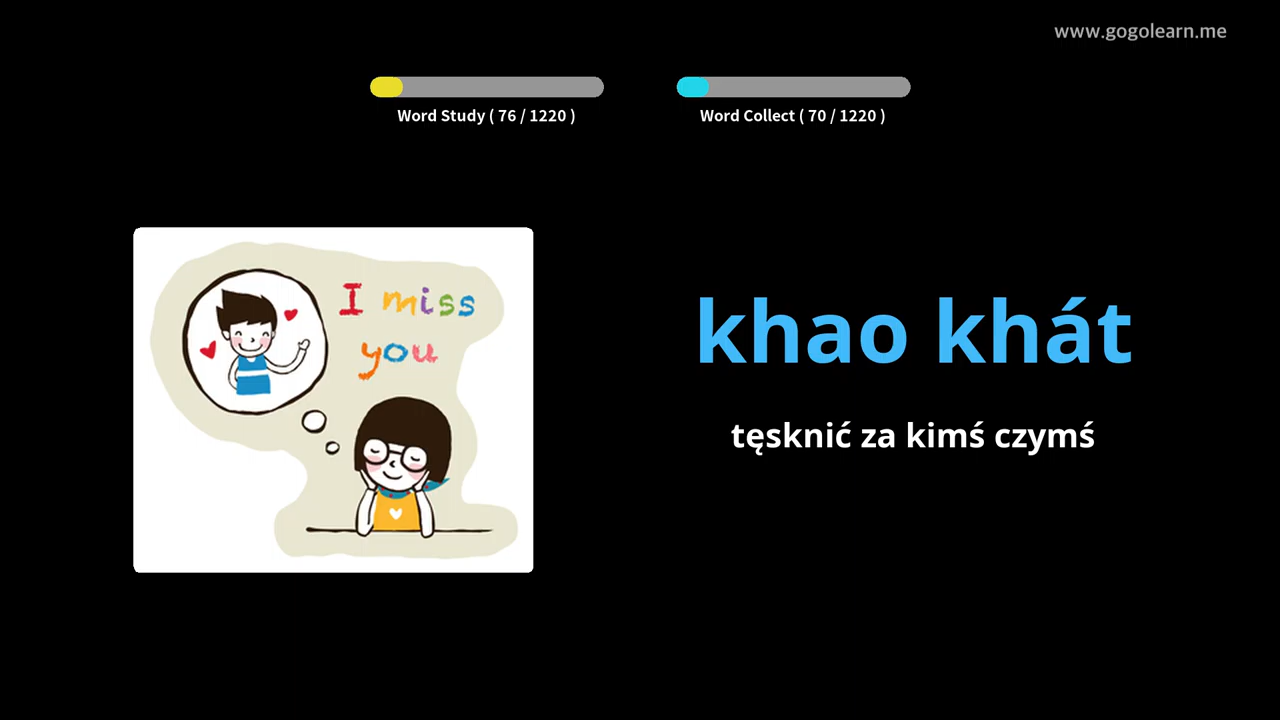 www.gogolearn.me
Word Study ( 76 / 1220 )
Word Collect ( 70 / 1220 )
I miss
you
khao khát
tęsknić za kimś czymś